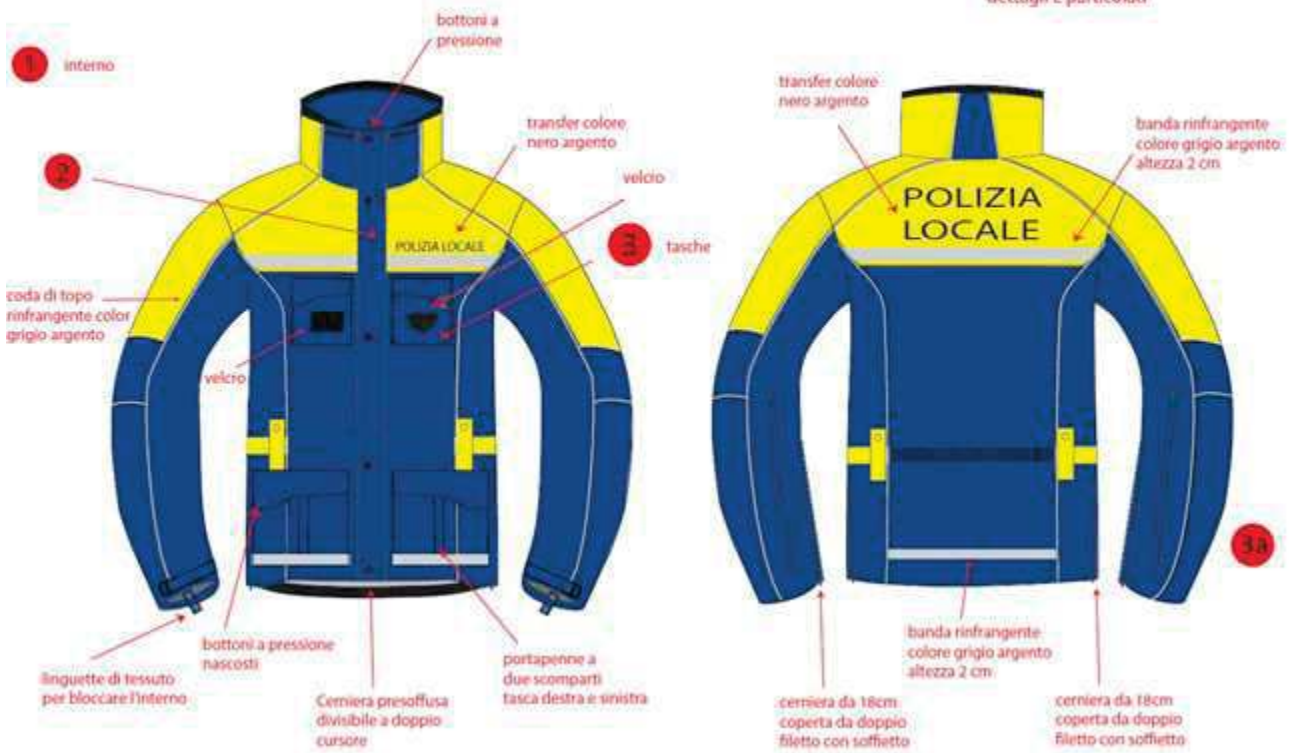 dettagli e particolari
bottoni a
pressione
1
interno
transfer colore
nero argento
2
velcro
POLIZIA LOCALE
3
tasche
coda di topo
rinfrangente color
grigio argento
velcro
bottoni a pressione
nascosti
linguette di tessuto
per bloccare l'interno
Cerniera presoffusa
divisibile a doppio
cursore
portapenne a
due scomparti
tasca destra e sinistra
transfer colore
nero argento
banda rinfrangente
colore grigio argento
altezza 2 cm
POLIZIA
LOCALE
3a
banda rinfrangente
colore grigio argento
altezza 2 cm
cerniera da 18cm
coperta da doppio
filetto con soffietto
cerniera da 18cm
coperta da doppio
filetto con soffietto